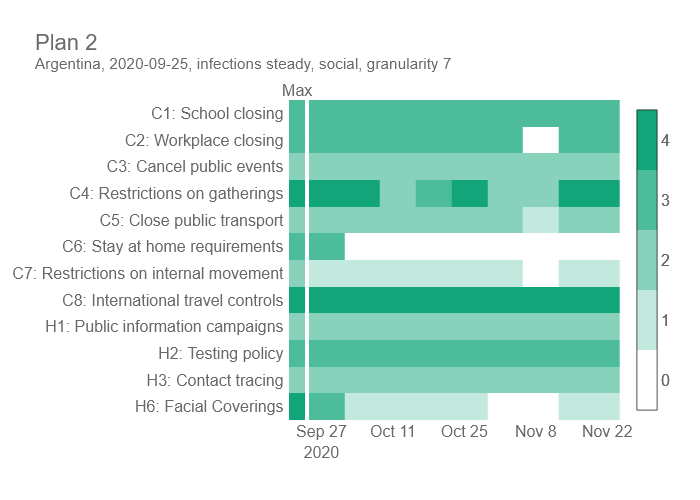 Plan 2
Argentina, 2020-09-25, infections steady, social, granularity 7
Max
C1: School closing
C2: Workplace closing
C3: Cancel public events
C4: Restrictions on gatherings
C5: Close public transport
C6: Stay at home requirements
C7: Restrictions on internal movement
C8: International travel controls
H1: Public information campaigns
H2: Testing policy
H3: Contact tracing
H6: Facial Coverings
Sep 27 Oct 11 Oct 25 Nov 8 Nov 22
2020
4
3
2
1
0